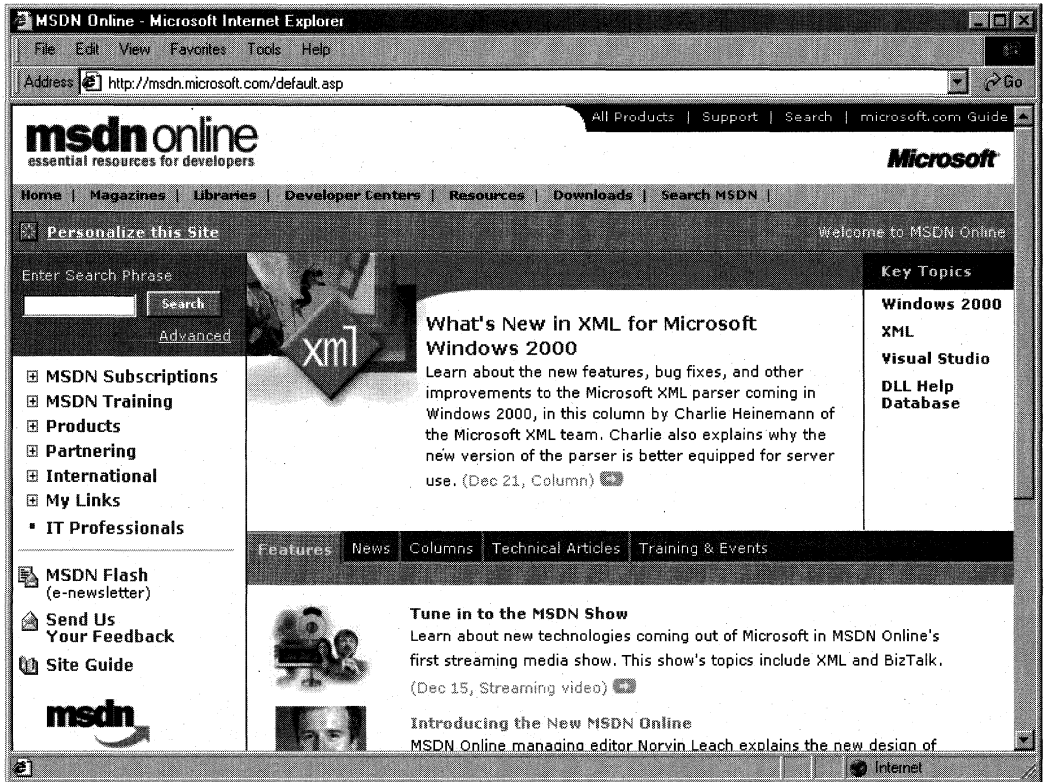 MSDN Online - Microsoft Internet Explorer
File Edit View Favorites Tools Help
Address http://msdn.microsoft.com/default.asp Go
All Products | Support | Search | microsoft.com Guide
msdn online
essential resources for developers
Microsoft
Home | Magazines | Libraries | Developer Centers | Resources | Downloads | Search MSDN |
Personalize this Site
Welcome to MSDN Online
Enter Search Phrase
Search
Advanced
MSDN Subscriptions
MSDN Training
Products
Partnering
International
My Links
IT Professionals
MSDN Flash
(e-newsletter)
Send Us
Your Feedback
Site Guide
msdn
xml
What's New in XML for Microsoft
Windows 2000
Learn about the new features, bug fixes, and other
improvements to the Microsoft XML parser coming in
Windows 2000, in this column by Charlie Heinemann of
the Microsoft XML team. Charlie also explains why the
new version of the parser is better equipped for server
use. (Dec 21, Column)
Key Topics
Windows 2000
XML
Visual Studio
DLL Help
Database
Features News Columns Technical Articles Training & Events
Tune in to the MSDN Show
Learn about new technologies coming out of Microsoft in MSDN Online's
first streaming media show. This show's topics include XML and BizTalk.
(Dec 15, Streaming video)
Introducing the New MSDN Online
MSDN Online managing editor Norvin Leach explains the new design of
Internet